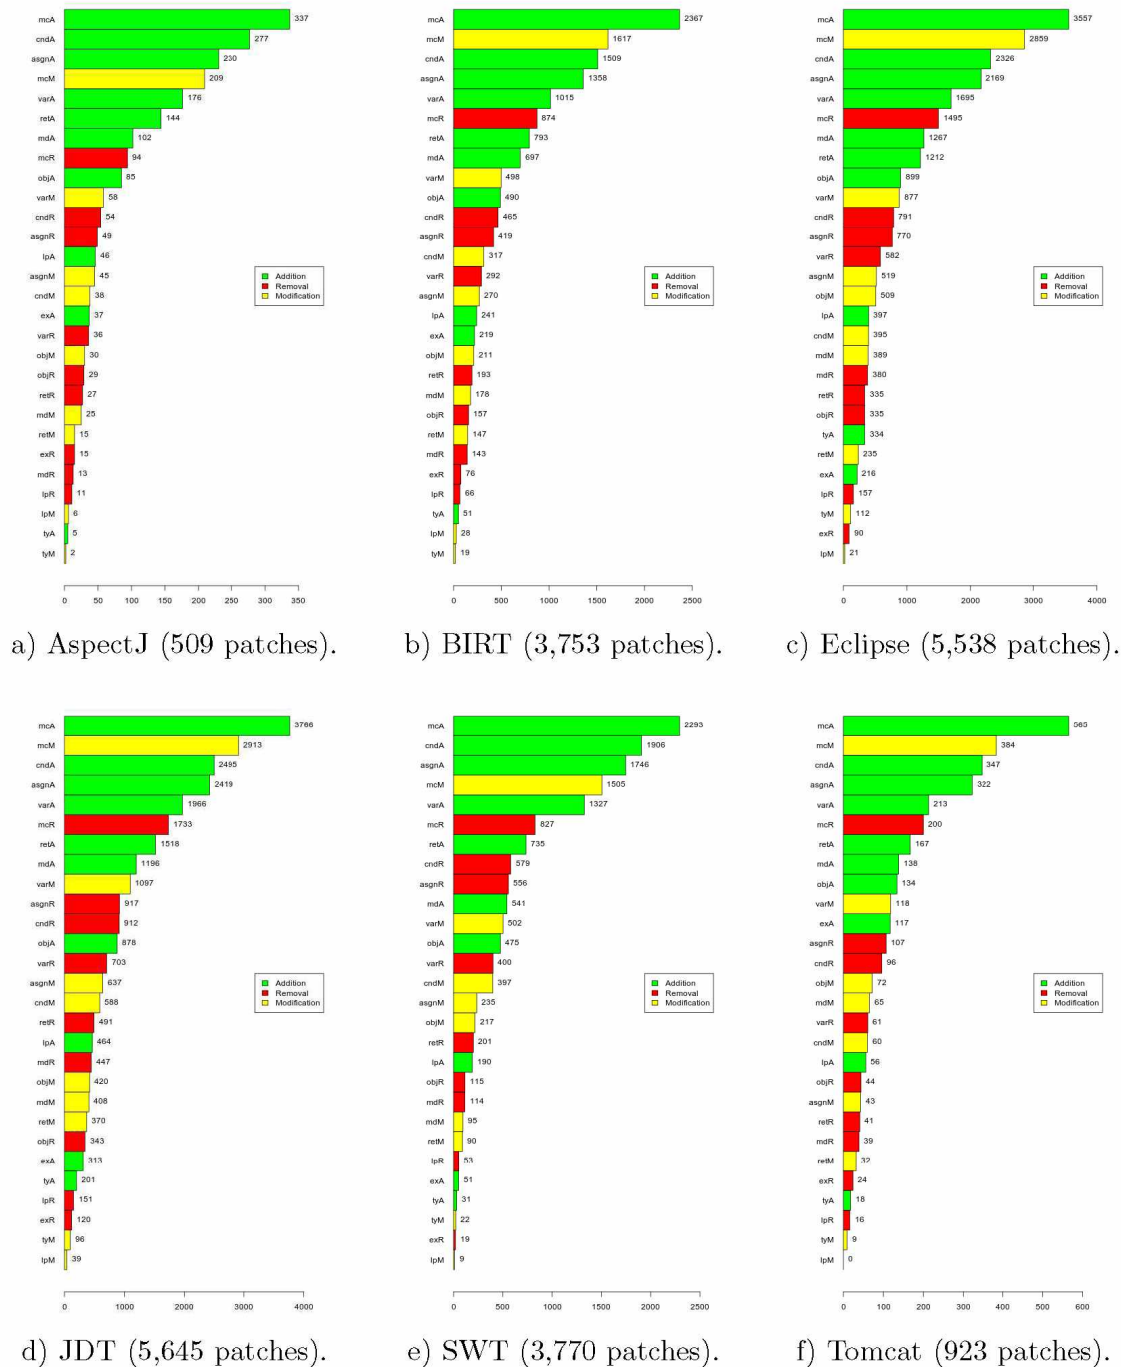 mcA 337
cndA 277
asgnA 230
mcM 209
varA 176
retA 144
mdA 102
mcR 94
objA 85
varM 58
cndR 54
asgnR 49
lpA 46
asgnM 45
cndM 38
exA 37
varR 36
objM 30
objR 29
retR 27
mdM 25
retM 15
exR 15
mdR 13
lpR 11
lpM 6
tyA 5
tyM 2
Addition
Removal
Modification
0 50 100 150 200 250 300 350
a) AspectJ (509 patches).
mcA 2367
mcM 1617
cndA 1509
asgnA 1358
varA 1015
mcR 874
retA 793
mdA 697
varM 498
objA 490
cndR 465
asgnR 419
cndM 317
varR 292
asgnM 270
lpA 241
exA 219
objM 211
retR 193
mdM 178
objR 157
retM 147
mdR 143
exR 76
lpR 66
tyA 51
lpM 28
tyM 19
Addition
Removal
Modification
0 500 1000 1500 2000 2500
b) BIRT (3,753 patches).
mcA 3557
mcM 2859
cndA 2326
asgnA 2169
varA 1695
mcR 1495
mdA 1267
retA 1212
objA 899
varM 877
cndR 791
asgnR 770
varR 582
asgnM 519
objM 509
lpA 397
cndM 395
mdM 389
mdR 380
retR 335
objR 335
tyA 334
retM 235
exA 216
lpR 157
tyM 112
exR 90
lpM 21
Addition
Removal
Modification
0 1000 2000 3000 4000
c) Eclipse (5,538 patches).
mcA 3766
mcM 2913
cndA 2495
asgnA 2419
varA 1966
mcR 1733
retA 1518
mdA 1196
varM 1097
asgnR 917
cndR 912
objA 878
varR 703
asgnM 637
cndM 588
retR 491
lpA 464
mdR 447
objM 420
mdM 408
retM 370
objR 343
exA 313
tyA 201
lpR 151
exR 120
tyM 96
lpM 39
Addition
Removal
Modification
0 1000 2000 3000 4000
d) JDT (5,645 patches).
mcA 2293
cndA 1906
asgnA 1746
mcM 1505
varA 1327
mcR 827
retA 735
cndR 579
asgnR 556
mdA 541
varM 502
objA 475
varR 400
cndM 397
asgnM 235
objM 217
retR 201
lpA 190
objR 115
mdR 114
mdM 95
retM 90
lpR 53
exA 51
tyA 31
tyM 22
exR 19
lpM 9
Addition
Removal
Modification
0 500 1000 1500 2000 2500
e) SWT (3,770 patches).
mcA 565
mcM 384
cndA 347
asgnA 322
varA 213
mcR 200
retA 167
mdA 138
objA 134
varM 118
exA 117
asgnR 107
cndR 96
objM 72
mdM 65
varR 61
cndM 60
lpA 56
objR 44
asgnM 43
retR 41
mdR 39
retM 32
exR 24
tyA 18
lpR 16
tyM 9
lpM 0
Addition
Removal
Modification
0 100 200 300 400 500 600
f) Tomcat (923 patches).